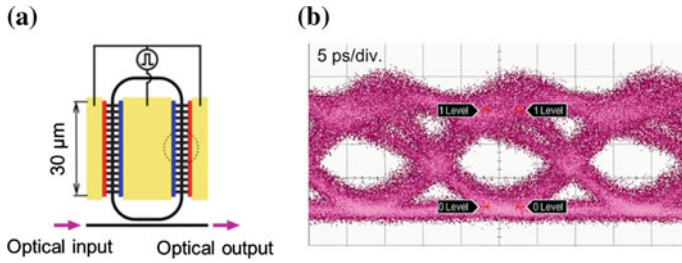 (a)
30 µm
Optical input
Optical output
(b)
5 ps/div.
1 Level
1 Level
0 Level
0 Level